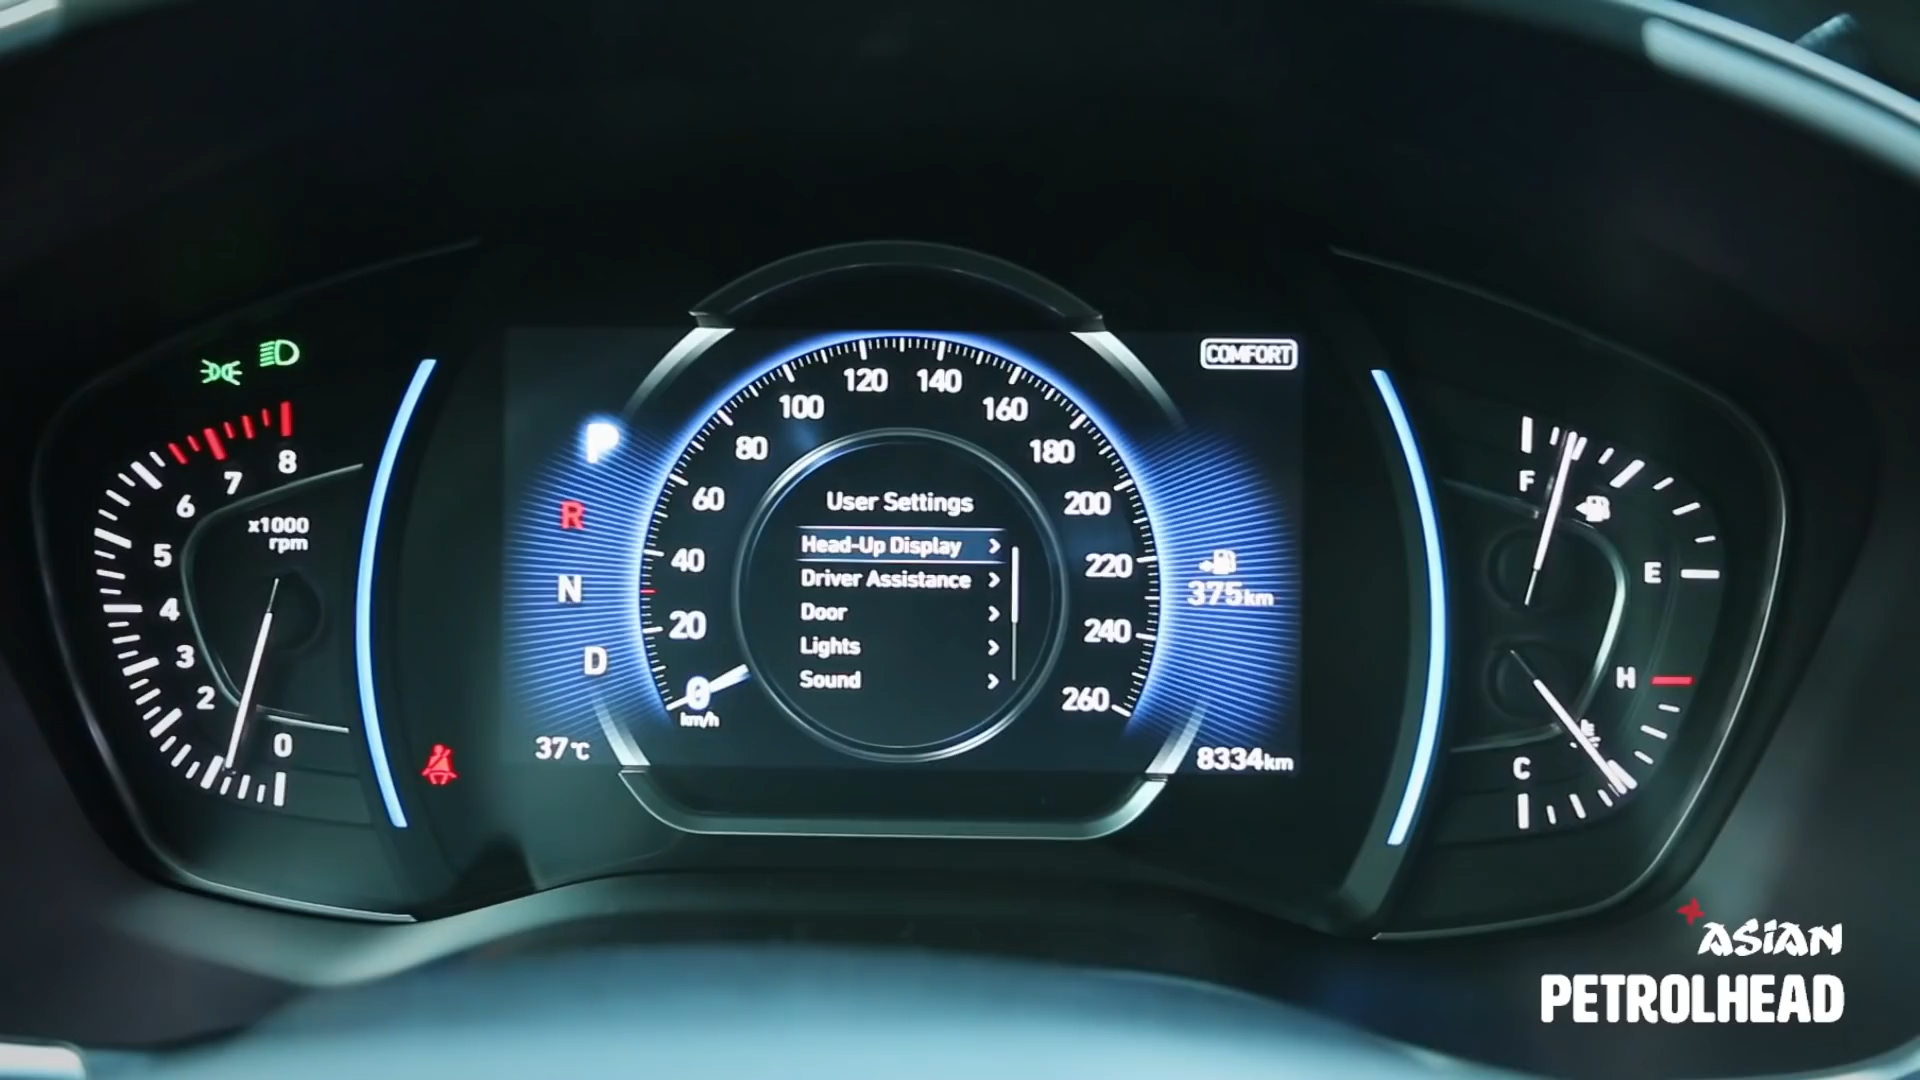 COMFORT
120 140
100 160
80 180
60 200
40 220
20 240
0 260
km/h
User Settings
Head-Up Display
Driver Assistance
Door
Lights
Sound
P
R
N
D
375km
37℃
8334km
8
7
6
5
4
3
2
0
x1000
rpm
F
E
H
C
ASIAN
PETROLHEAD